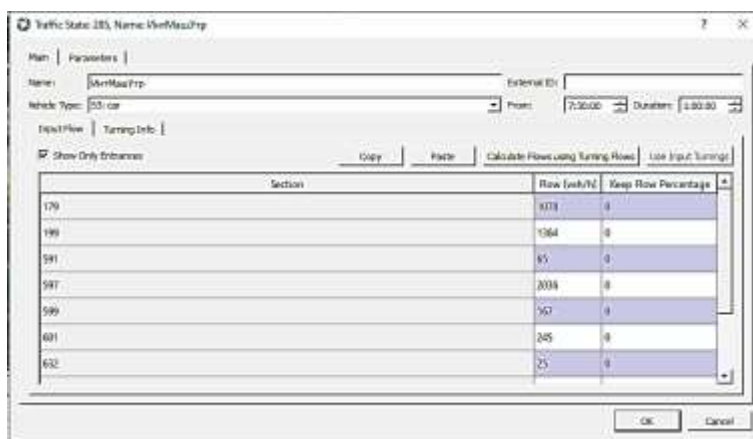 Traffic State: 285, Name: ИнтМашУтр
? ×
Main Parameters
Name: ИнтМашУтр External ID:
Vehicle Type: 53: car From: 7:30:00 Duration: 1:00:00
Input Flow Turning Info
Show Only Entrances Copy Paste Calculate Flows using Turning Flows Use Input Turnings
Section Flow (veh/h) Keep Flow Percentage
179 1078 0
199 1364 0
591 65 0
597 2036 0
599 567 0
601 245 0
632 25 0
OK Cancel